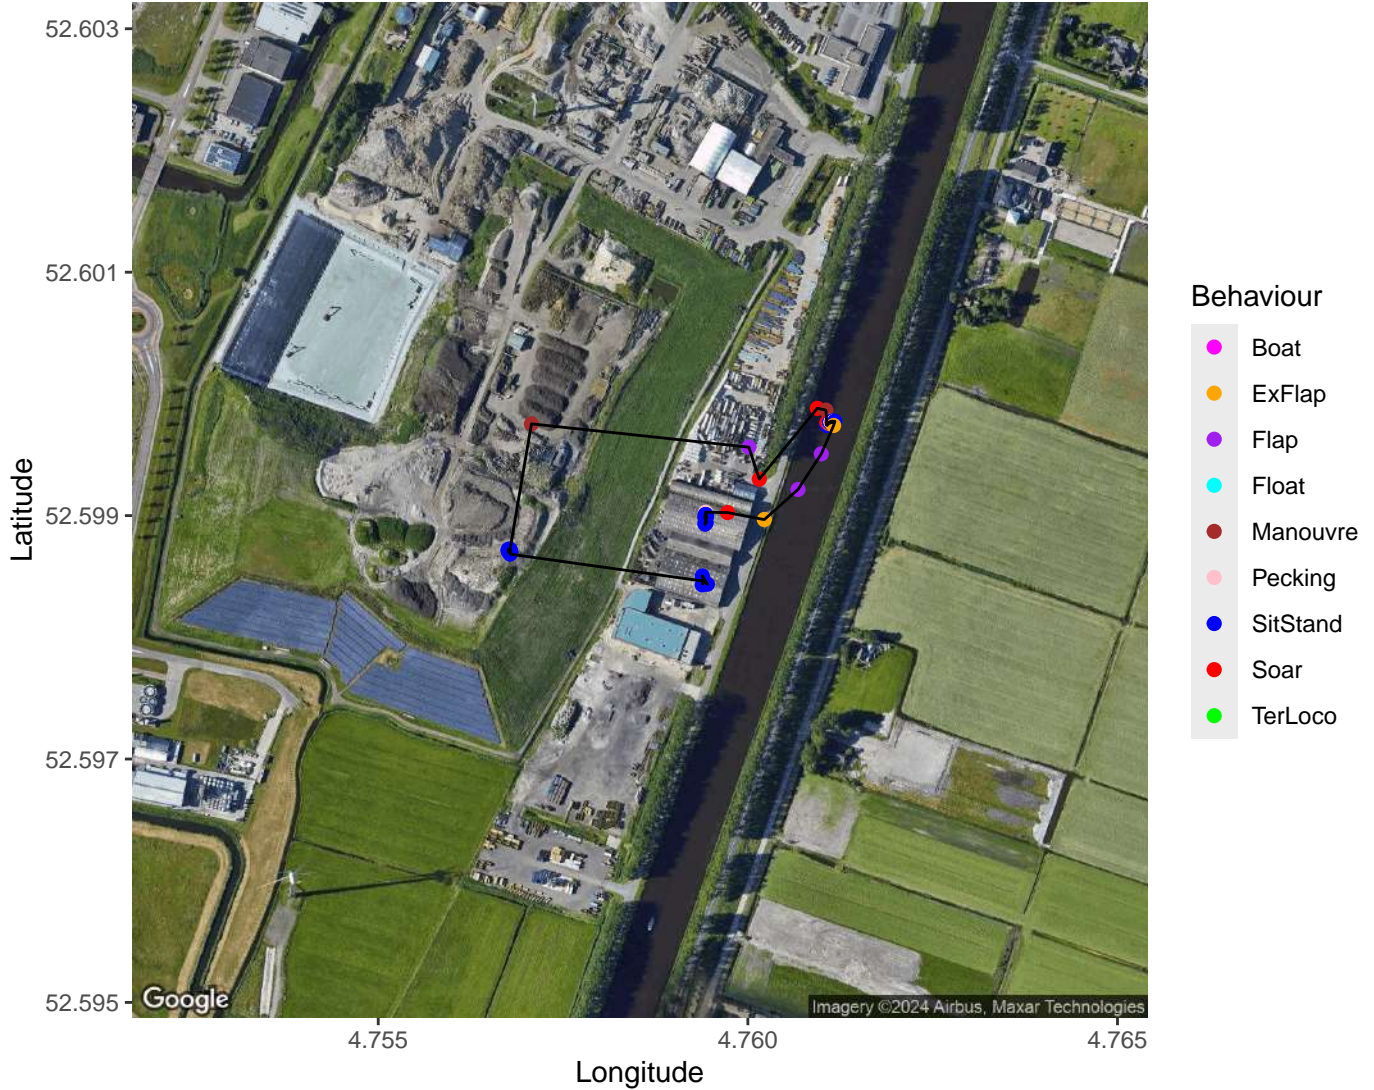 52.603
52.601
52.599
52.597
52.595
Latitude
4.755
4.760
4.765
Longitude
Google
Imagery ©2024 Airbus, Maxar Technologies
Behaviour
Boat
ExFlap
Flap
Float
Manouvre
Pecking
SitStand
Soar
TerLoco